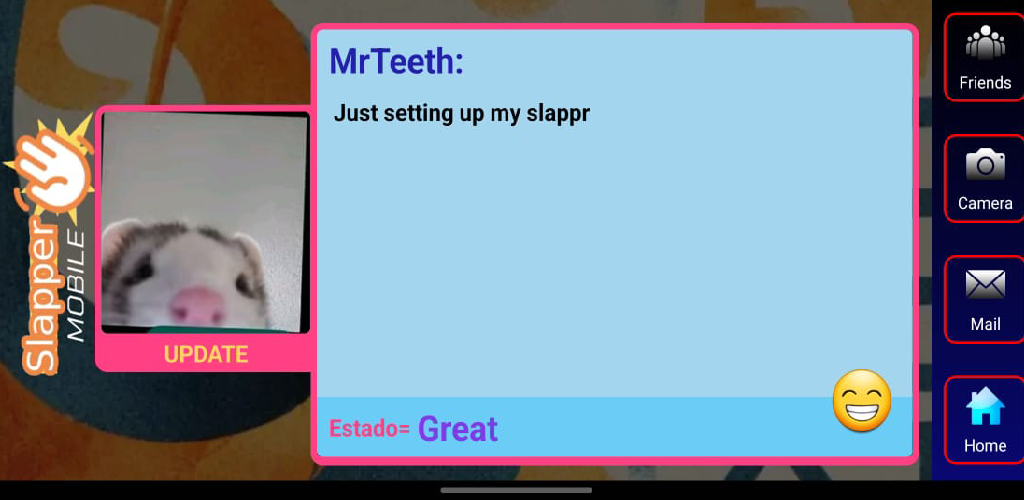 Slapper
MOBILE
UPDATE
MrTeeth:
Just setting up my slappr
Estado= Great
Friends
Camera
Mail
Home